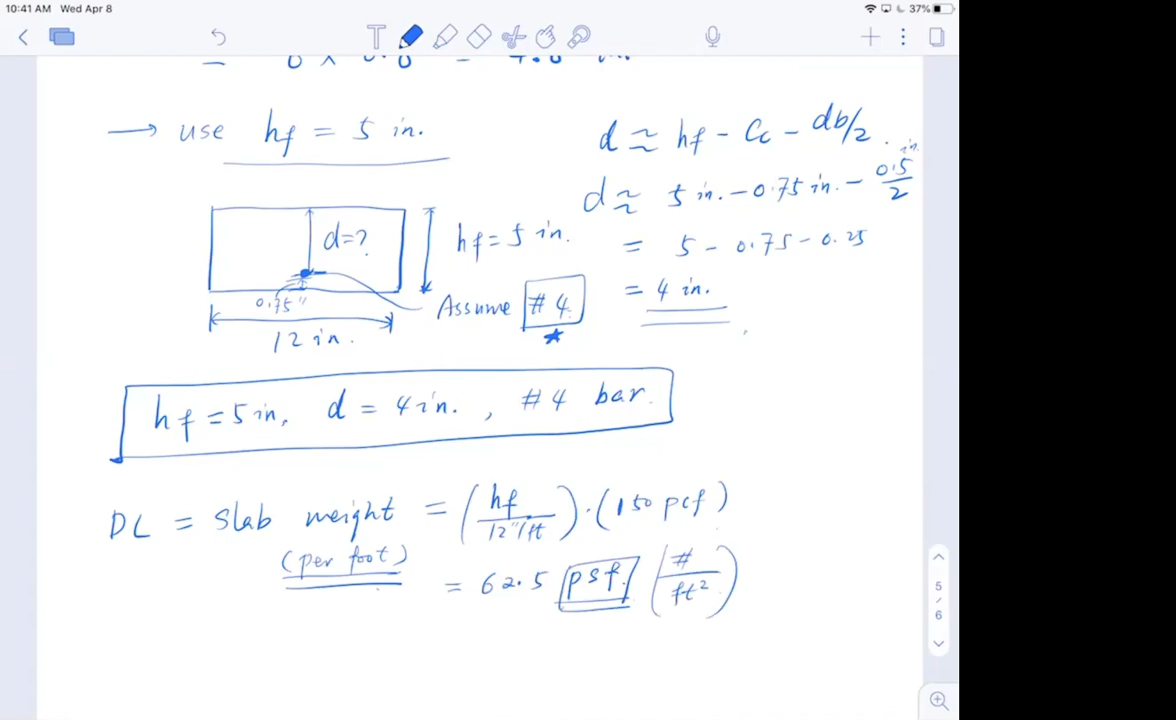 10:41 AM Wed Apr 8
37%
→ use hf = 5 in.
d ≈ hf - Cc - db/2
d ≈ 5 in. - 0.75 in. - 0.5 in. / 2
= 5 - 0.75 - 0.25
= 4 in.
d=?
hf = 5 in.
0.75"
Assume #4
12 in.
hf = 5 in, d = 4 in. , #4 bar.
DL = slab weight = (hf / 12"/ft) · (150 pcf)
(per foot)
= 62.5 psf. (# / ft²)
5
/
6